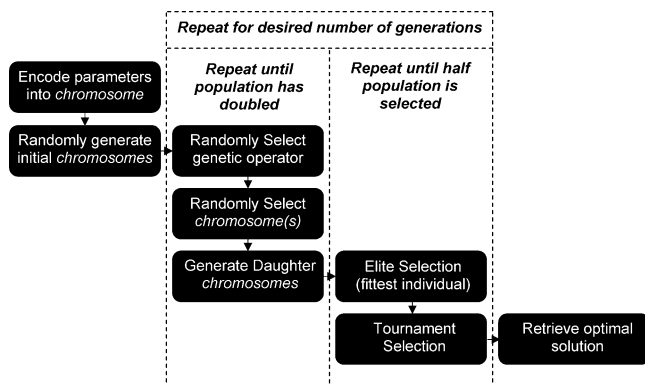 Repeat for desired number of generations
Repeat until
population has
doubled
Repeat until half
population is
selected
Encode parameters
into chromosome
Randomly generate
initial chromosomes
Randomly Select
genetic operator
Randomly Select
chromosome(s)
Generate Daughter
chromosomes
Elite Selection
(fittest individual)
Tournament
Selection
Retrieve optimal
solution